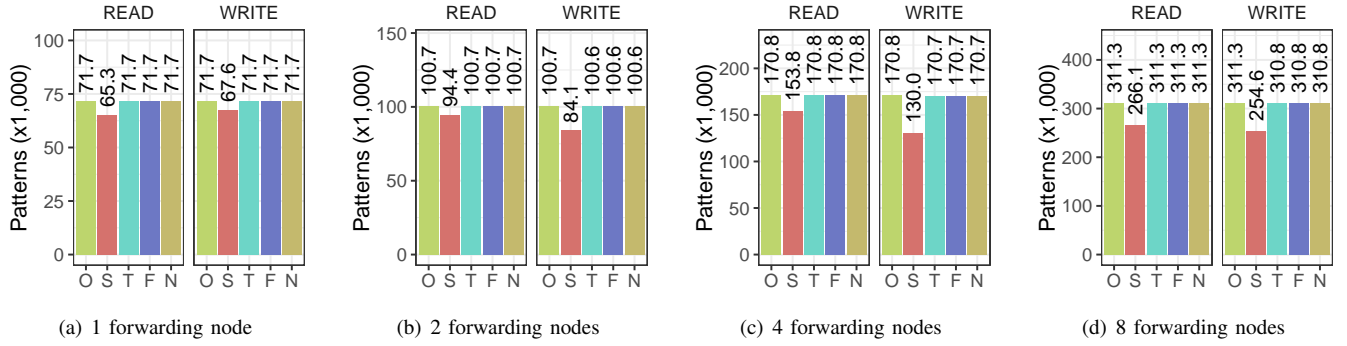 READ WRITE
Patterns (x1,000)
100
75
50
25
0
71.7 65.3 71.7 71.7 71.7
71.7 67.6 71.7 71.7 71.7
O S T F N O S T F N
(a) 1 forwarding node
READ WRITE
Patterns (x1,000)
150
100
50
0
100.7 94.4 100.7 100.7 100.7
100.7 84.1 100.6 100.6 100.6
O S T F N O S T F N
(b) 2 forwarding nodes
READ WRITE
Patterns (x1,000)
200
150
100
50
0
170.8 153.8 170.8 170.8 170.8
170.8 130.0 170.7 170.7 170.7
O S T F N O S T F N
(c) 4 forwarding nodes
READ WRITE
Patterns (x1,000)
400
300
200
100
0
311.3 266.1 311.3 311.3 311.3
311.3 254.6 310.8 310.8 310.8
O S T F N O S T F N
(d) 8 forwarding nodes